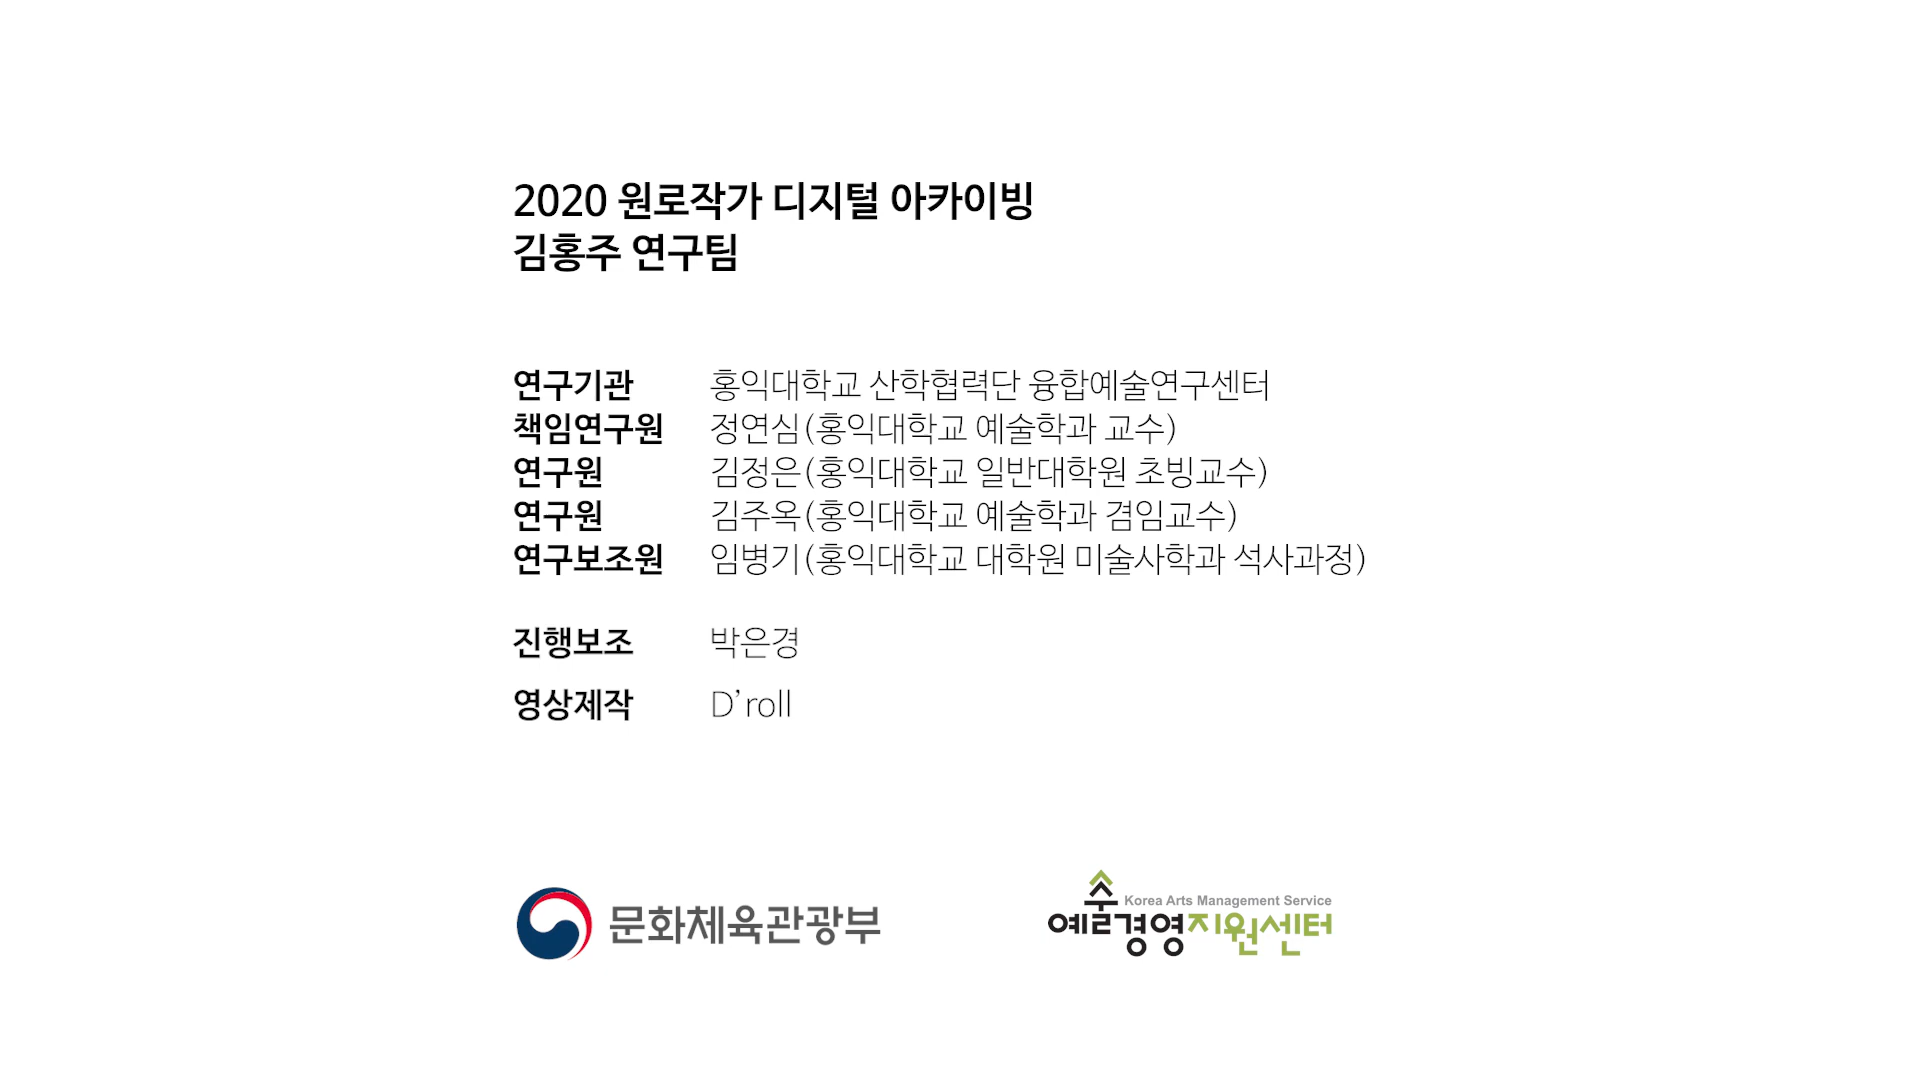 2020 원로작가 디지털 아카이빙
김홍주 연구팀
연구기관 홍익대학교 산학협력단 융합예술연구센터
책임연구원 정연심(홍익대학교 예술학과 교수)
연구원 김정은(홍익대학교 일반대학원 초빙교수)
연구원 김주옥(홍익대학교 예술학과 겸임교수)
연구보조원 임병기(홍익대학교 대학원 미술사학과 석사과정)
진행보조 박은경
영상제작 D’roll
문화체육관광부
Korea Arts Management Service
예술경영지원센터